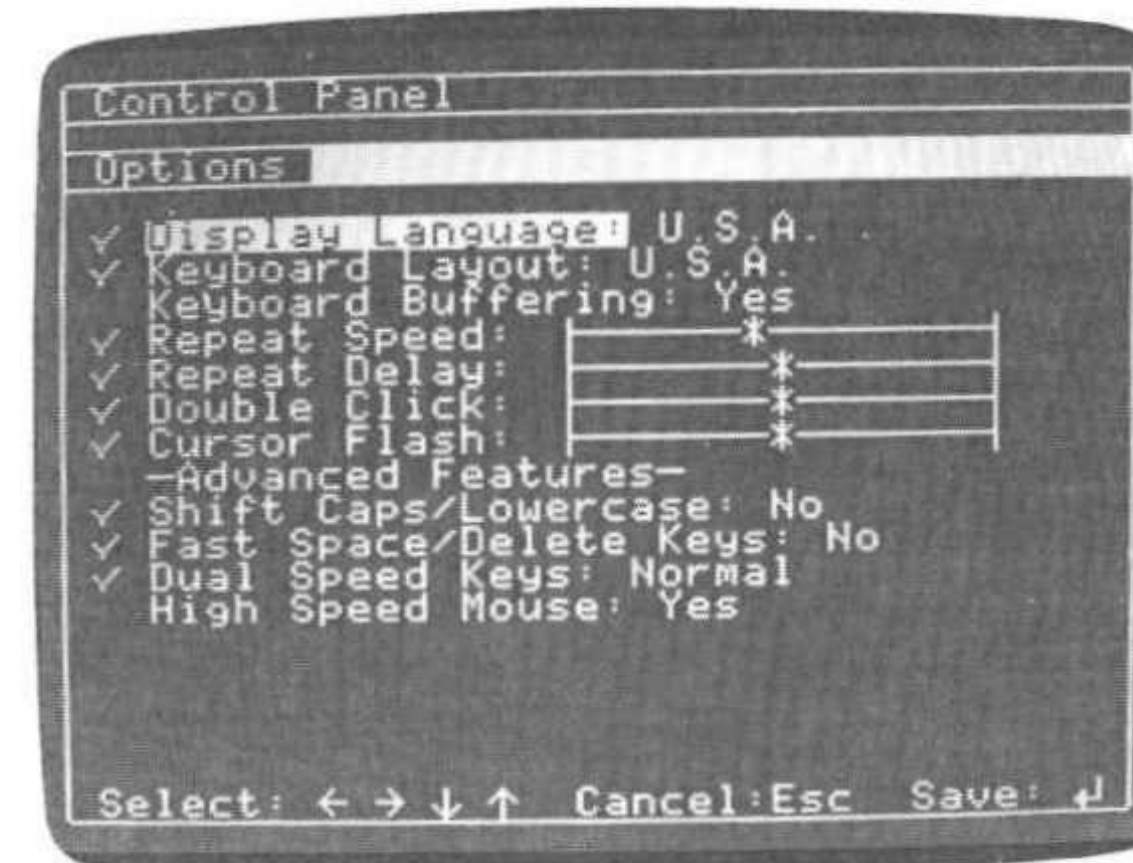 Control Panel
Options
✓ Display Language: U.S.A.
✓ Keyboard Layout: U.S.A.
Keyboard Buffering: Yes
✓ Repeat Speed: |———*———|
✓ Repeat Delay: |———*———|
✓ Double Click: |———*———|
✓ Cursor Flash: |———*———|
—Advanced Features—
✓ Shift Caps/Lowercase: No
✓ Fast Space/Delete Keys: No
✓ Dual Speed Keys: Normal
High Speed Mouse: Yes
Select: ← → ↓ ↑ Cancel:Esc Save: ↵